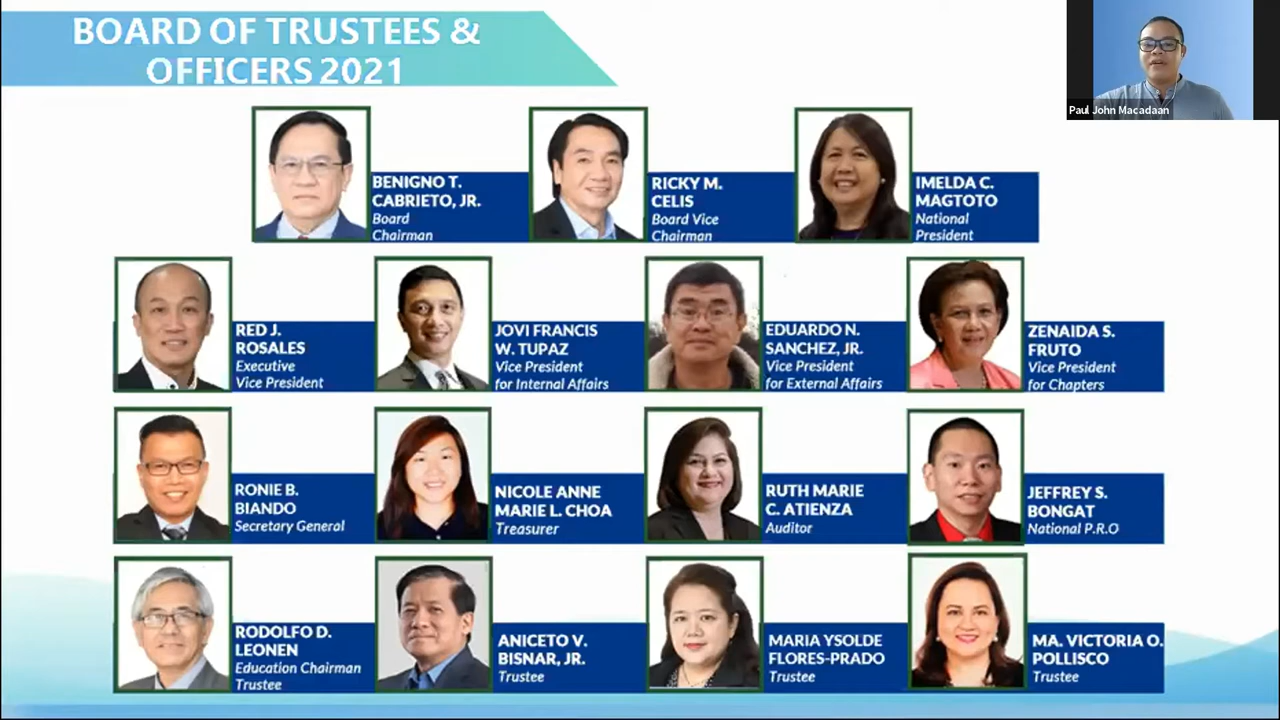 BOARD OF TRUSTEES &
OFFICERS 2021
Paul John Macadaan
BENIGNO T.
CABRIETO, JR.
Board
Chairman
RICKY M.
CELIS
Board Vice
Chairman
IMELDA C.
MAGTOTO
National
President
RED J.
ROSALES
Executive
Vice President
JOVI FRANCIS
W. TUPAZ
Vice President
for Internal Affairs
EDUARDO N.
SANCHEZ, JR.
Vice President
for External Affairs
ZENAIDA S.
FRUTO
Vice President
for Chapters
RONIE B.
BIANDO
Secretary General
NICOLE ANNE
MARIE L. CHOA
Treasurer
RUTH MARIE
C. ATIENZA
Auditor
JEFFREY S.
BONGAT
National P.R.O
RODOLFO D.
LEONEN
Education Chairman
Trustee
ANICETO V.
BISNAR, JR.
Trustee
MARIA YSOLDE
FLORES-PRADO
Trustee
MA. VICTORIA O.
POLLISCO
Trustee